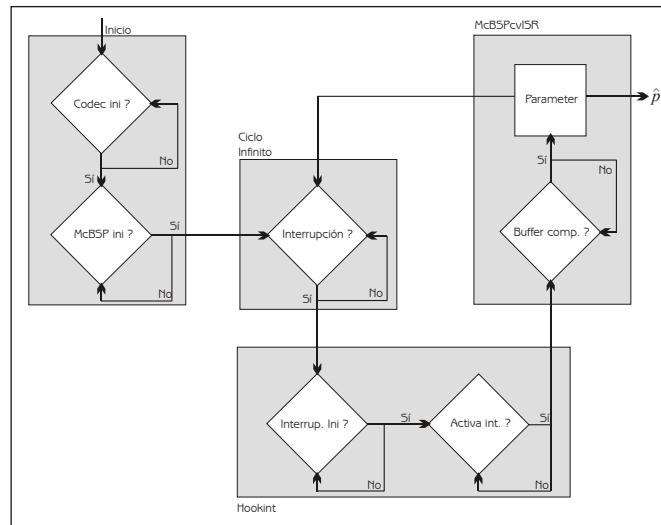 Inicio
Codec ini ?
No
Sí
McBSP ini ?
Sí
No
Ciclo
Infinito
Interrupción ?
No
Sí
McBSPcvISR
Parameter
p̂
Sí
No
Buffer comp. ?
Interrup. Ini ?
Sí
No
Activa int. ?
Sí
No
Hookint